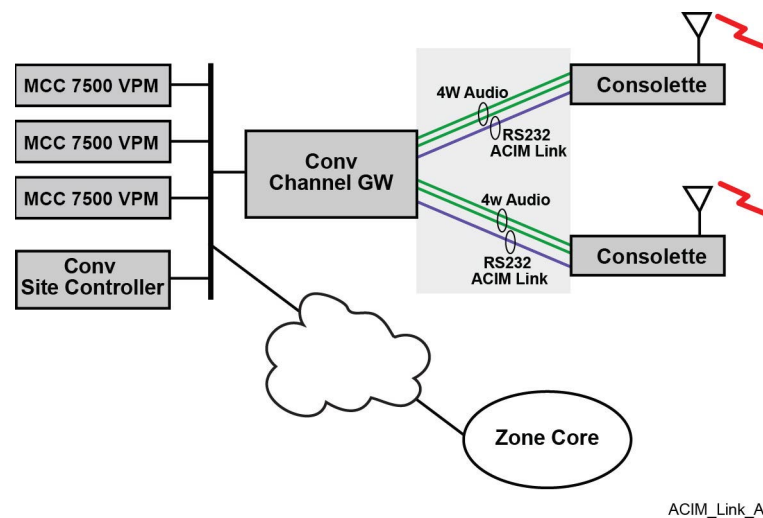 MCC 7500 VPM
MCC 7500 VPM
MCC 7500 VPM
Conv
Site Controller
Conv
Channel GW
4W Audio
RS232
ACIM Link
4w Audio
RS232
ACIM Link
Consolette
Consolette
Zone Core
ACIM_Link_A